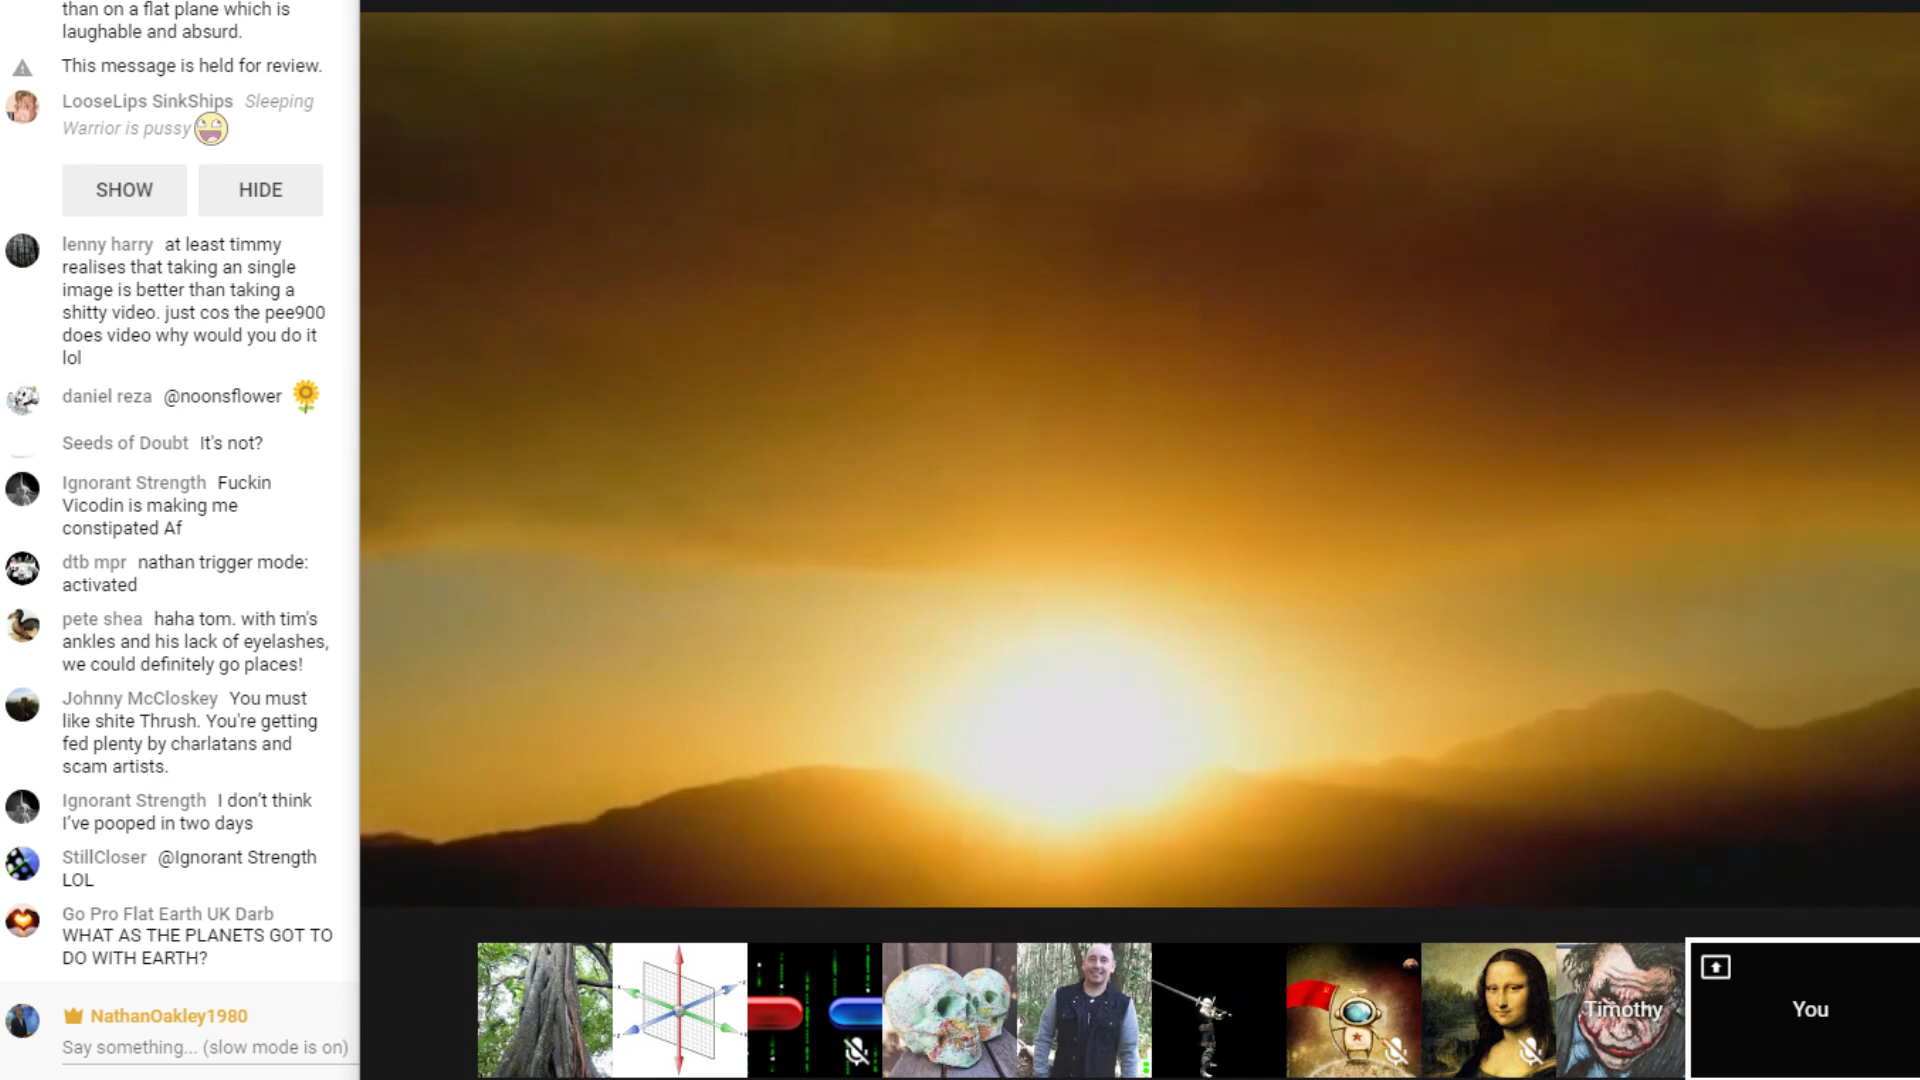 than on a flat plane which is
laughable and absurd.
This message is held for review.
LooseLips SinkShips Sleeping
Warrior is pussy
SHOW HIDE
lenny harry at least timmy
realises that taking an single
image is better than taking a
shitty video. just cos the pee900
does video why would you do it
lol
daniel reza @noonsflower
Seeds of Doubt It's not?
Ignorant Strength Fuckin
Vicodin is making me
constipated Af
dtb mpr nathan trigger mode:
activated
pete shea haha tom. with tim's
ankles and his lack of eyelashes,
we could definitely go places!
Johnny McCloskey You must
like shite Thrush. You're getting
fed plenty by charlatans and
scam artists.
Ignorant Strength I don't think
I've pooped in two days
StillCloser @Ignorant Strength
LOL
Go Pro Flat Earth UK Darb
WHAT AS THE PLANETS GOT TO
DO WITH EARTH?
NathanOakley1980
Say something... (slow mode is on)
Timothy
You